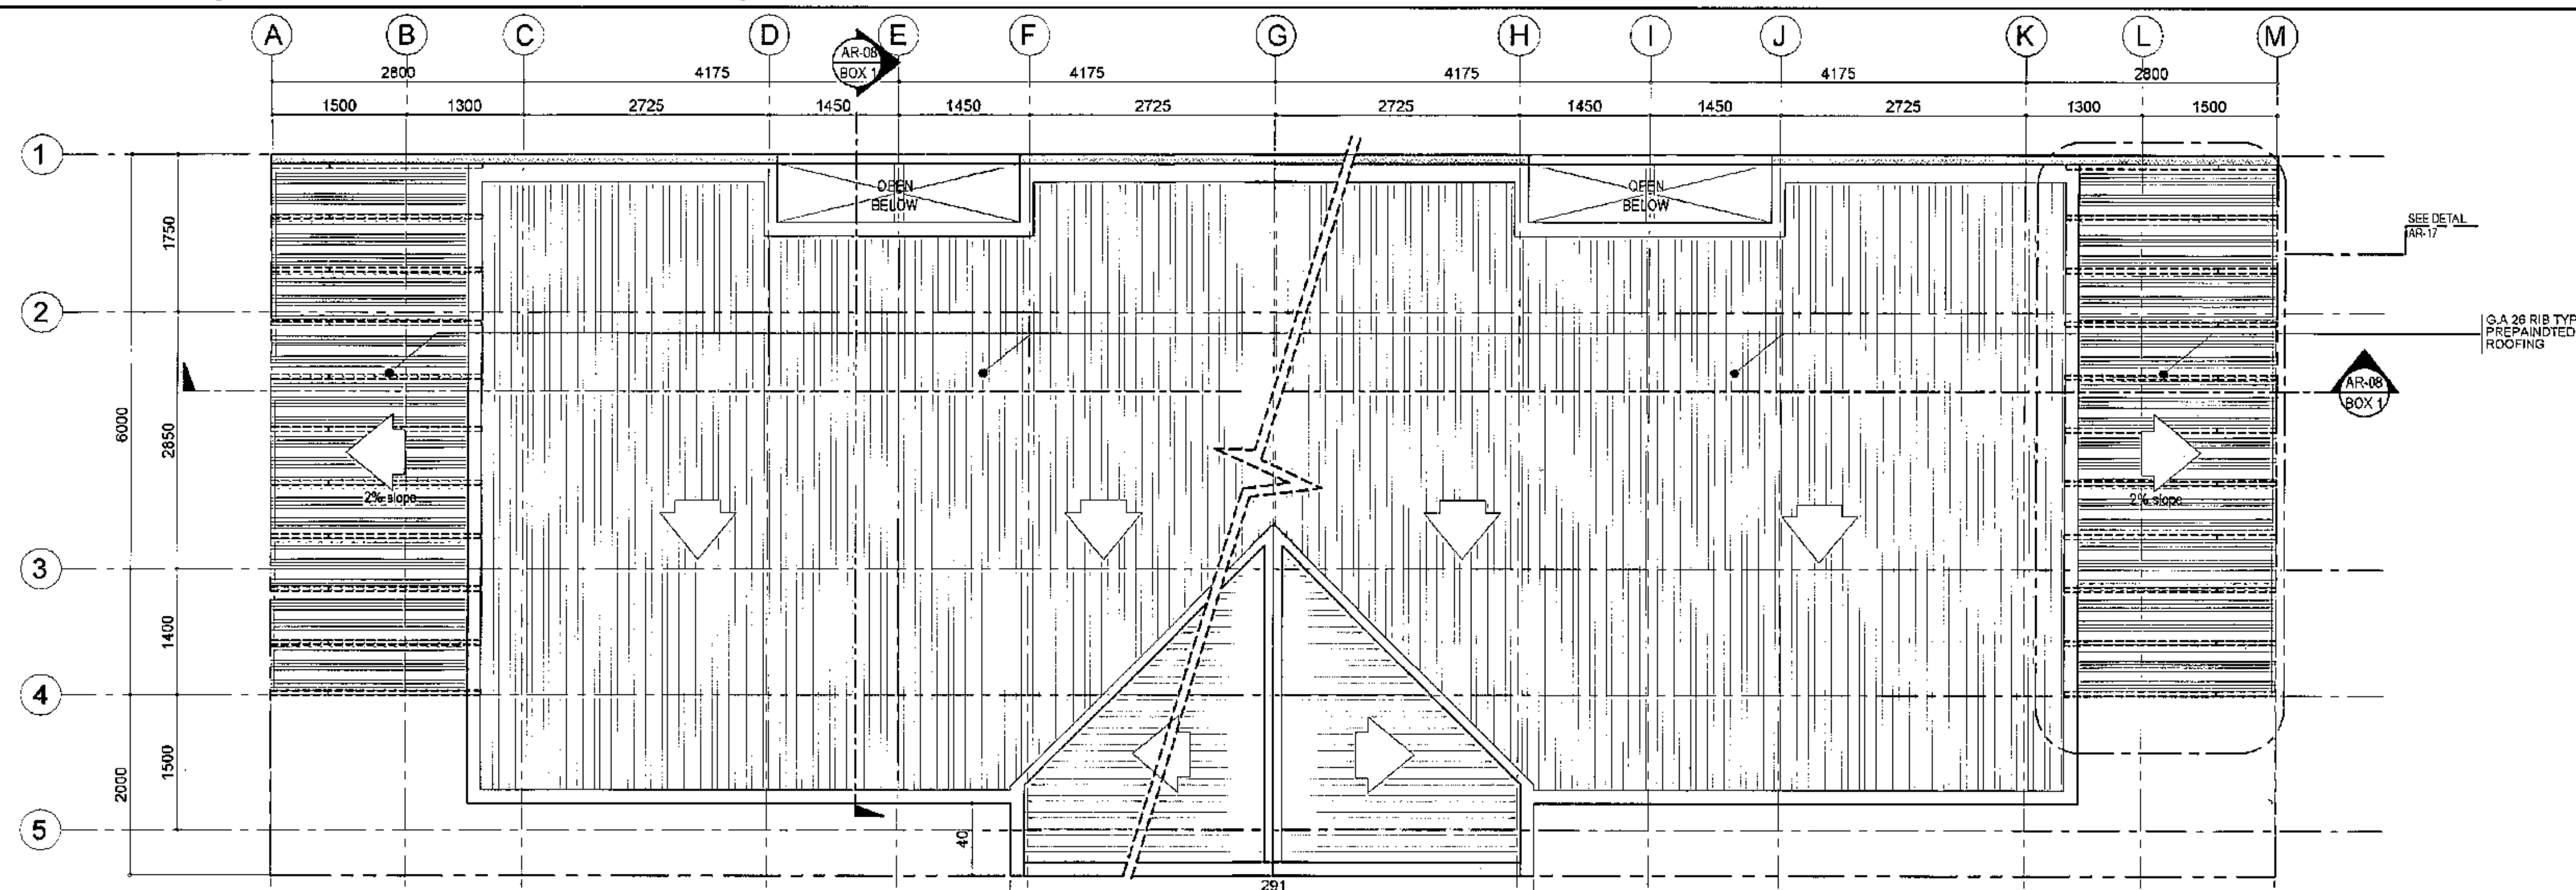 A B C D E F G H I J K L M
AR-08
BOX 1
2800 4175 4175 4175 4175 2800
1500 1300 2725 1450 1450 2725 2725 1450 1450 2725 1300 1500
1
OPEN
BELOW
OPEN
BELOW
1750
SEE DETAL
AR-17
2
G.A 26 RIB TYP
PREPAINDTED
ROOFING
AR-08
BOX 1
6000
2850
2% slope
2% slope
3
1400
4
1500
2000
5
40
291